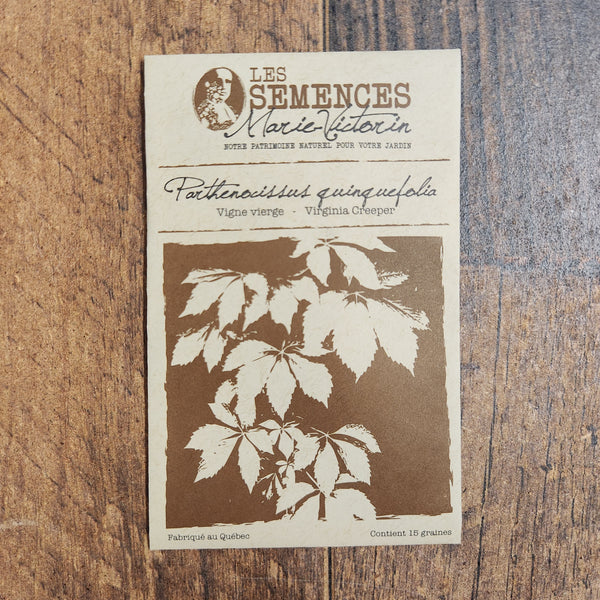 LES
SEMENCES
Marie-Victorin
NOTRE PATRIMOINE NATUREL POUR VOTRE JARDIN
Parthenocissus quinquefolia
Vigne vierge - Virginia Creeper
Fabriqué au Québec
Contient 15 graines